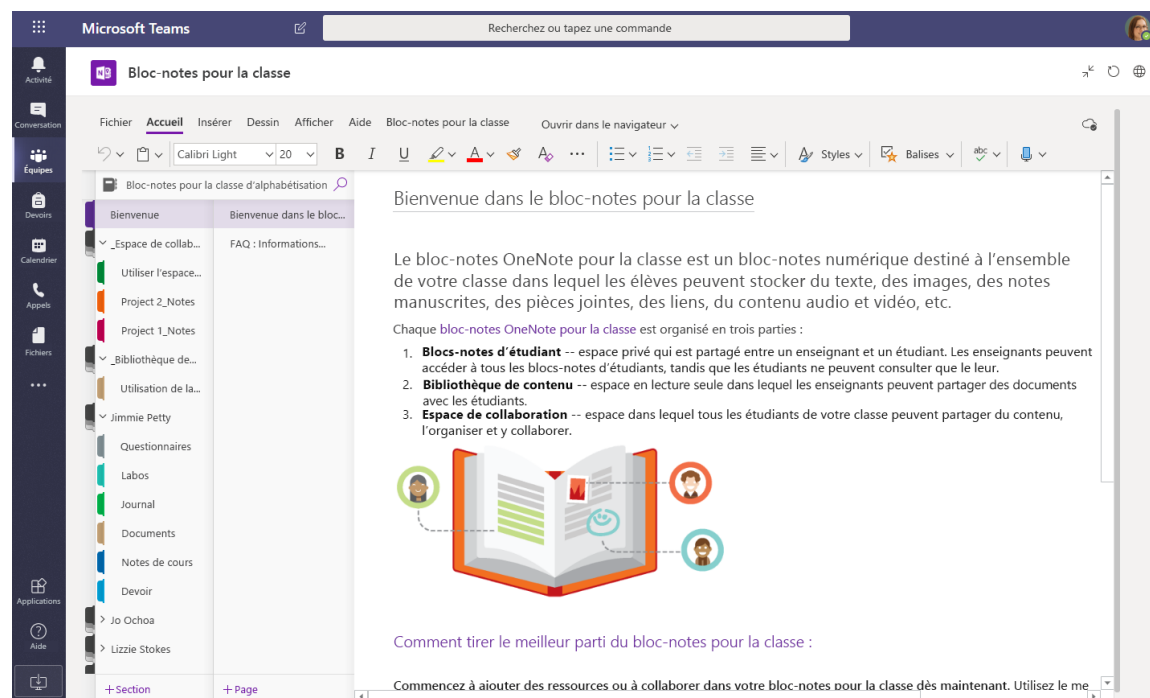 Microsoft Teams
Recherchez ou tapez une commande
Activité
Conversation
Équipes
Devoirs
Calendrier
Appels
Fichiers
Applications
Aide
Bloc-notes pour la classe
Fichier Accueil Insérer Dessin Afficher Aide Bloc-notes pour la classe Ouvrir dans le navigateur
Calibri Light 20 B I U A A Styles Balises abc
Bloc-notes pour la classe d'alphabétisation
Bienvenue
_Espace de collab...
Utiliser l'espace...
Project 2_Notes
Project 1_Notes
_Bibliothèque de...
Utilisation de la...
Jimmie Petty
Questionnaires
Labos
Journal
Documents
Notes de cours
Devoir
Jo Ochoa
Lizzie Stokes
+ Section
Bienvenue dans le bloc...
FAQ : Informations...
+ Page
Bienvenue dans le bloc-notes pour la classe
Le bloc-notes OneNote pour la classe est un bloc-notes numérique destiné à l'ensemble
de votre classe dans lequel les élèves peuvent stocker du texte, des images, des notes
manuscrites, des pièces jointes, des liens, du contenu audio et vidéo, etc.
Chaque bloc-notes OneNote pour la classe est organisé en trois parties :
1. Blocs-notes d'étudiant -- espace privé qui est partagé entre un enseignant et un étudiant. Les enseignants peuvent
accéder à tous les blocs-notes d'étudiants, tandis que les étudiants ne peuvent consulter que le leur.
2. Bibliothèque de contenu -- espace en lecture seule dans lequel les enseignants peuvent partager des documents
avec les étudiants.
3. Espace de collaboration -- espace dans lequel tous les étudiants de votre classe peuvent partager du contenu,
l'organiser et y collaborer.
Comment tirer le meilleur parti du bloc-notes pour la classe :
Commencez à ajouter des ressources ou à collaborer dans votre bloc-notes pour la classe dès maintenant. Utilisez le me